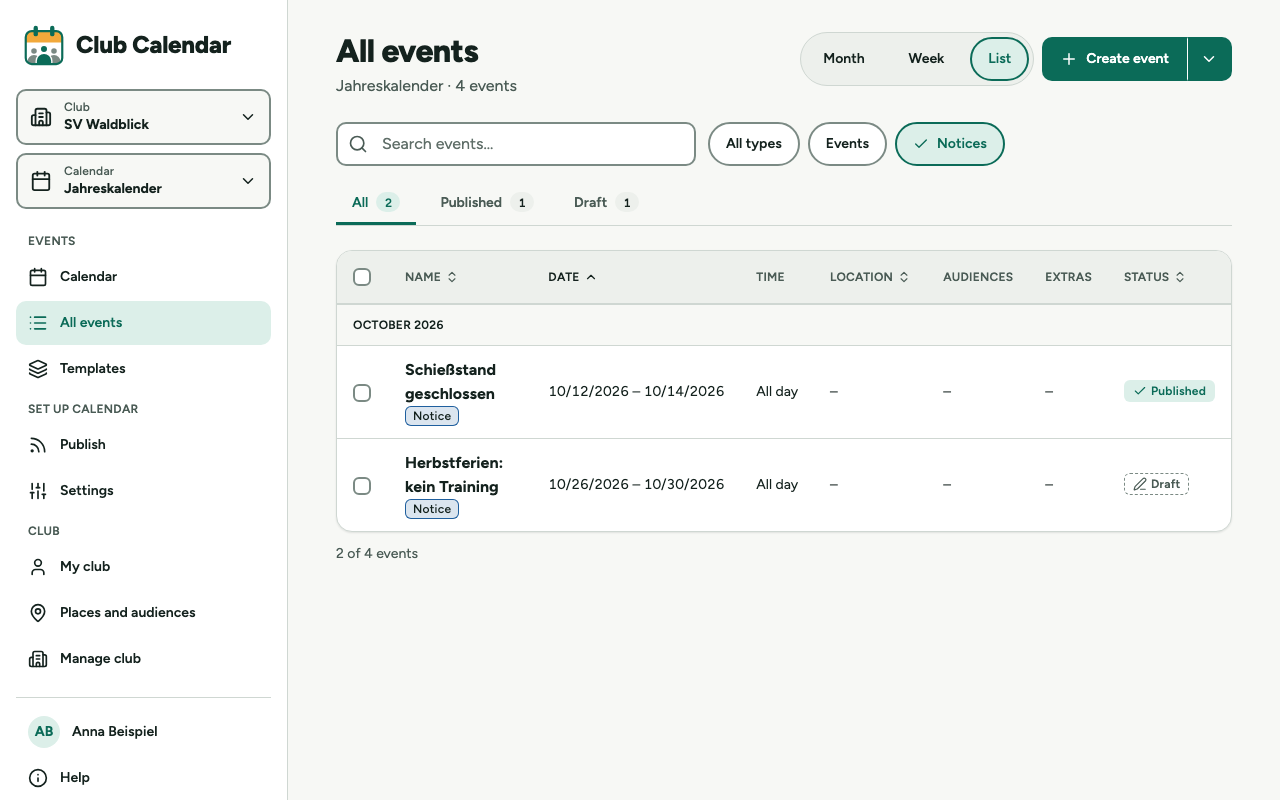 Club Calendar
Club
SV Waldblick
Calendar
Jahreskalender
EVENTS
Calendar
All events
Templates
SET UP CALENDAR
Publish
Settings
CLUB
My club
Places and audiences
Manage club
AB Anna Beispiel
Help
All events
Jahreskalender · 4 events
Month Week List
Create event
Search events...
All types Events Notices
All 2 Published 1 Draft 1
NAME DATE TIME LOCATION AUDIENCES EXTRAS STATUS
OCTOBER 2026
Schießstand
geschlossen
Notice
10/12/2026 – 10/14/2026 All day – – – Published
Herbstferien:
kein Training
Notice
10/26/2026 – 10/30/2026 All day – – – Draft
2 of 4 events